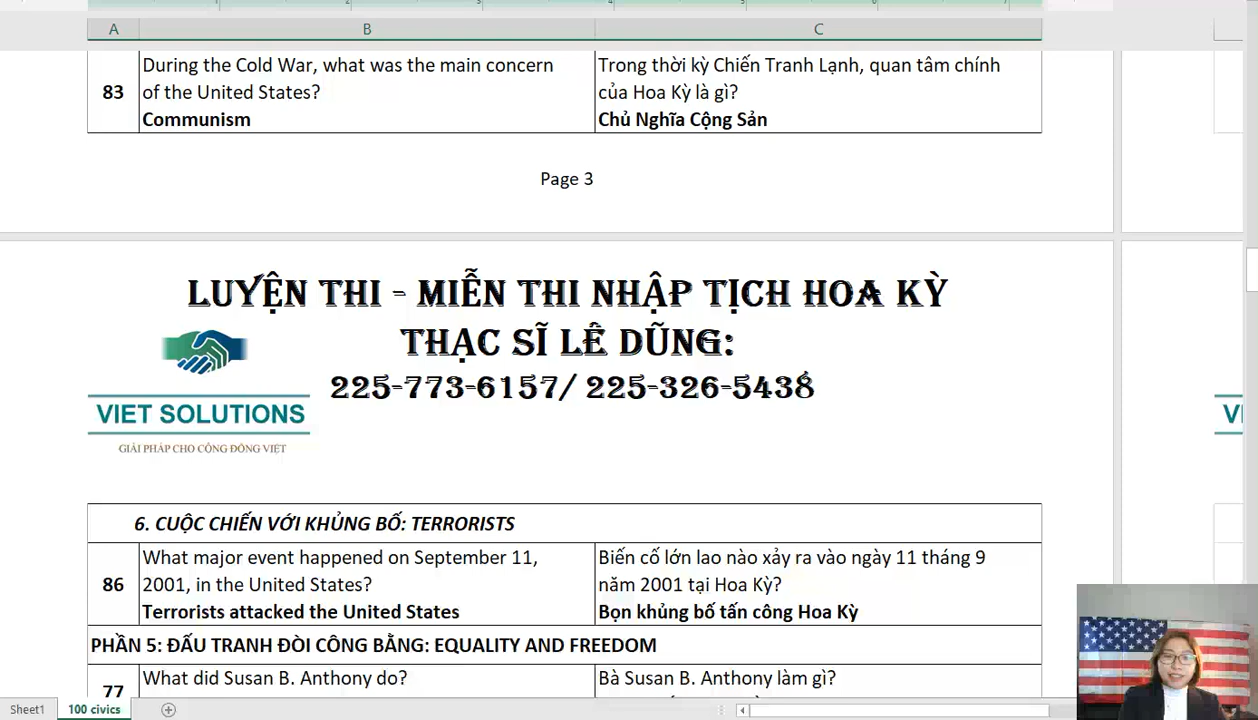 A B C
83
During the Cold War, what was the main concern
of the United States?
Communism
Trong thời kỳ Chiến Tranh Lạnh, quan tâm chính
của Hoa Kỳ là gì?
Chủ Nghĩa Cộng Sản
Page 3
LUYỆN THI - MIỄN THI NHẬP TỊCH HOA KỲ
THẠC SĨ LÊ DŨNG:
225-773-6157/ 225-326-5438
VIET SOLUTIONS
GIẢI PHÁP CHO CỘNG ĐỒNG VIỆT
6. CUỘC CHIẾN VỚI KHỦNG BỐ: TERRORISTS
86
What major event happened on September 11,
2001, in the United States?
Terrorists attacked the United States
Biến cố lớn lao nào xảy ra vào ngày 11 tháng 9
năm 2001 tại Hoa Kỳ?
Bọn khủng bố tấn công Hoa Kỳ
PHẦN 5: ĐẤU TRANH ĐÒI CÔNG BẰNG: EQUALITY AND FREEDOM
77
What did Susan B. Anthony do?
Bà Susan B. Anthony làm gì?
Sheet1 100 civics